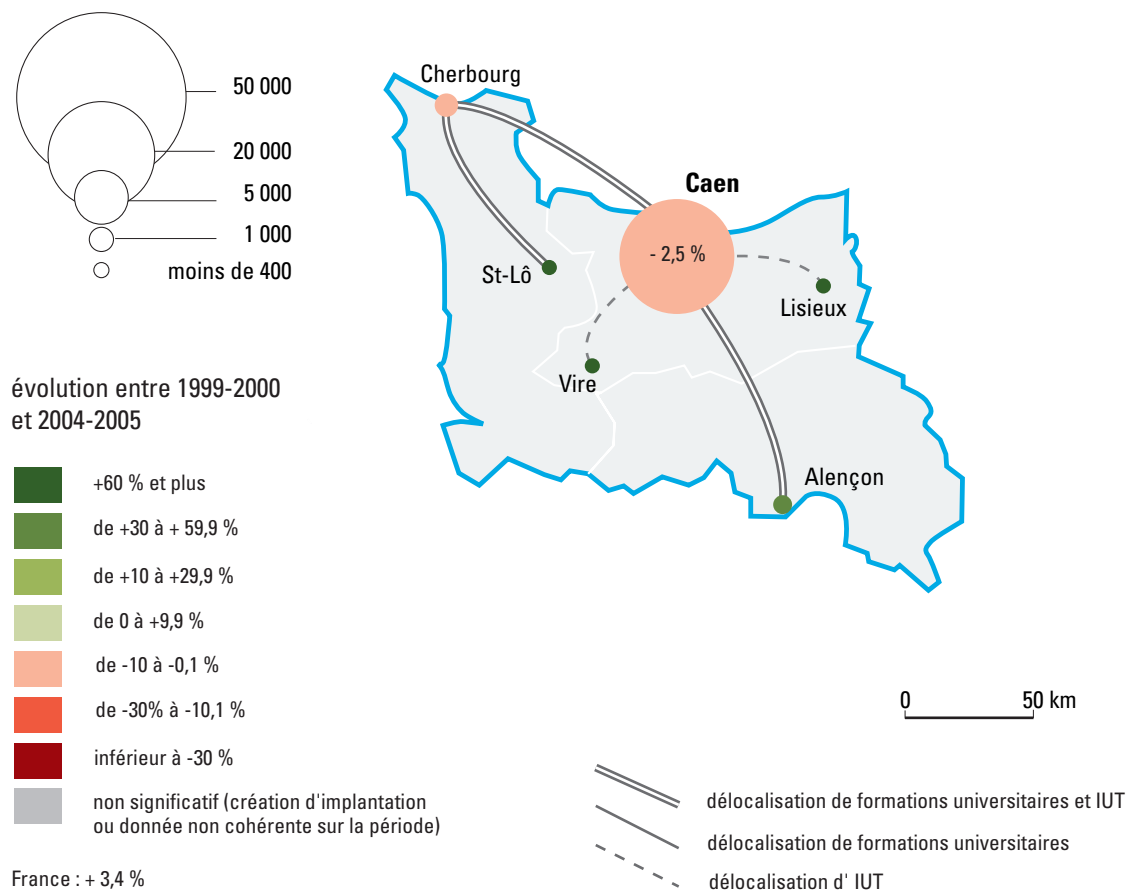 50 000
20 000
5 000
1 000
moins de 400
Cherbourg
Caen
- 2,5 %
St-Lô
Lisieux
Vire
Alençon
évolution entre 1999-2000
et 2004-2005
+60 % et plus
de +30 à + 59,9 %
de +10 à +29,9 %
de 0 à +9,9 %
de -10 à -0,1 %
de -30% à -10,1 %
inférieur à -30 %
non significatif (création d'implantation
ou donnée non cohérente sur la période)
France : + 3,4 %
0 50 km
délocalisation de formations universitaires et IUT
délocalisation de formations universitaires
délocalisation d' IUT